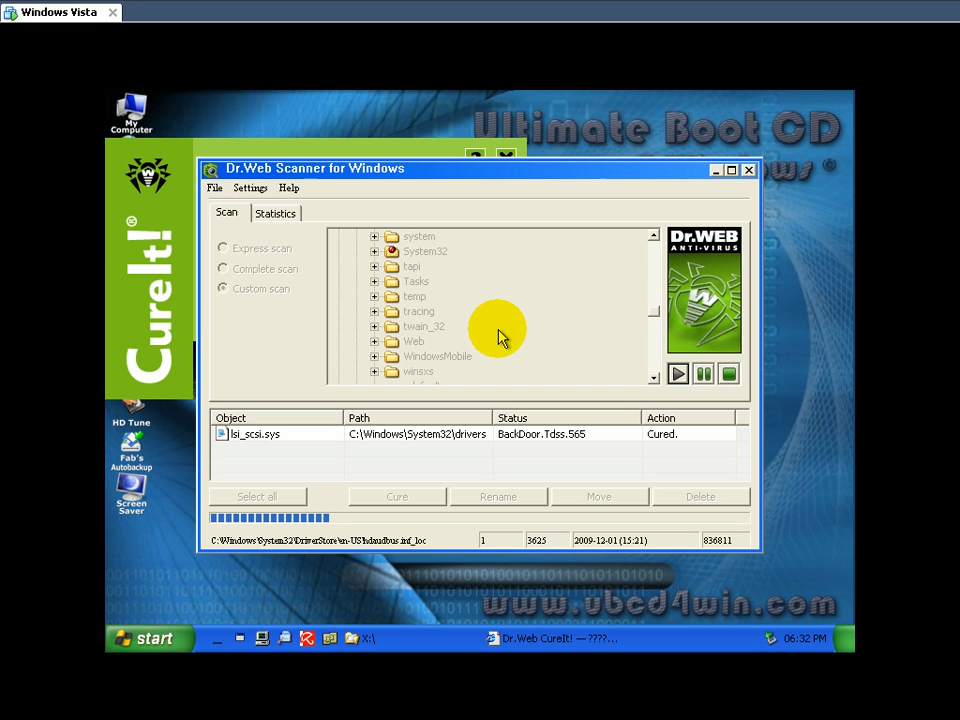 Windows Vista
My
Computer
Ultimate Boot CD
CureIt!®
Dr.Web Scanner for Windows
File Settings Help
Scan Statistics
Express scan
Complete scan
Custom scan
system
System32
tapi
Tasks
temp
tracing
twain_32
Web
WindowsMobile
winsxs
Dr.WEB
ANTI-VIRUS
HD Tune
Fab's
Autobackup
Screen
Saver
Object Path Status Action
lsi_scsi.sys C:\Windows\System32\drivers BackDoor.Tdss.565 Cured.
Select all Cure Rename Move Delete
C:\Windows\System32\DriverStore\en-US\hdaudbus.inf_loc 1 3625 2009-12-01 (15:21) 836811
www.ubcd4win.com
start X:\ Dr.Web CureIt! — ????... 06:32 PM